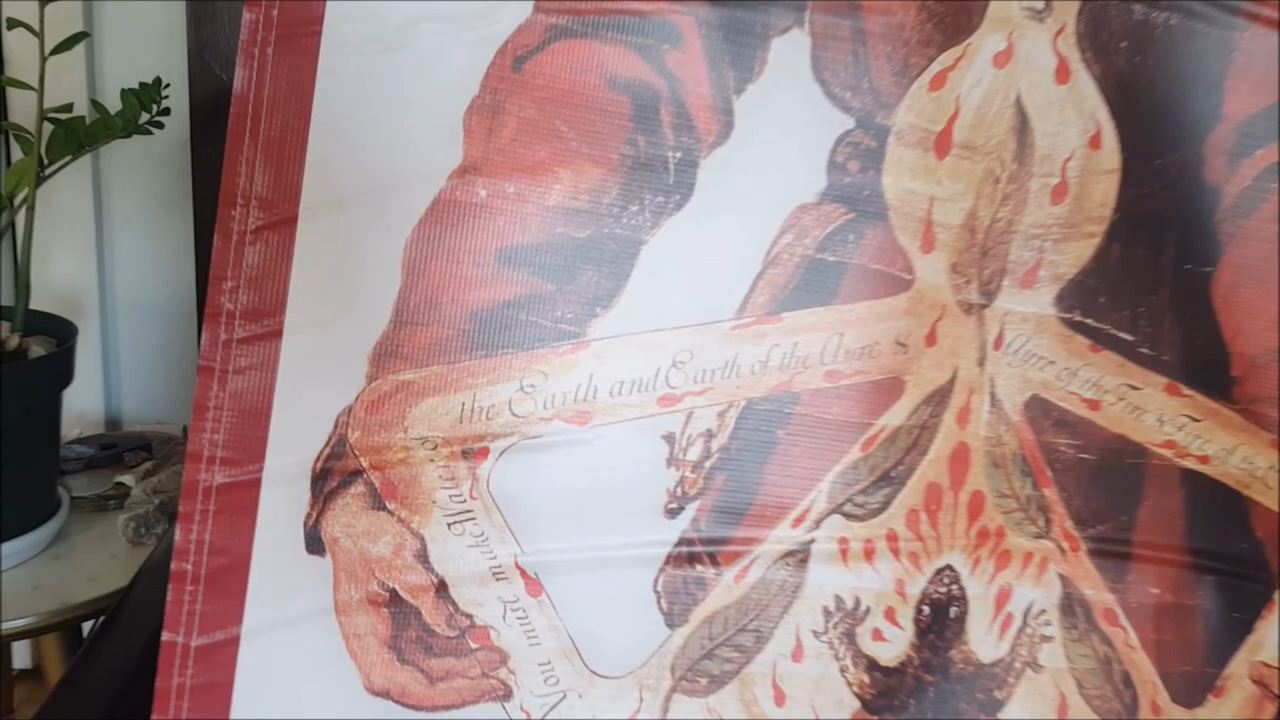 You must make Water of
the Earth and Earth of the Ayre &
Ayre of the Fire & Fire of the